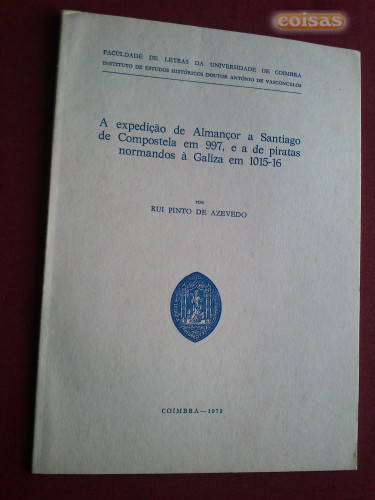 coisas
FACULDADE DE LETRAS DA UNIVERSIDADE DE COIMBRA
INSTITUTO DE ESTUDOS HISTÓRICOS DOUTOR ANTÓNIO DE VASCONCELOS
A expedição de Almançor a Santiago
de Compostela em 997, e a de piratas
normandos à Galiza em 1015-16
POR
RUI PINTO DE AZEVEDO
COIMBRA—1973